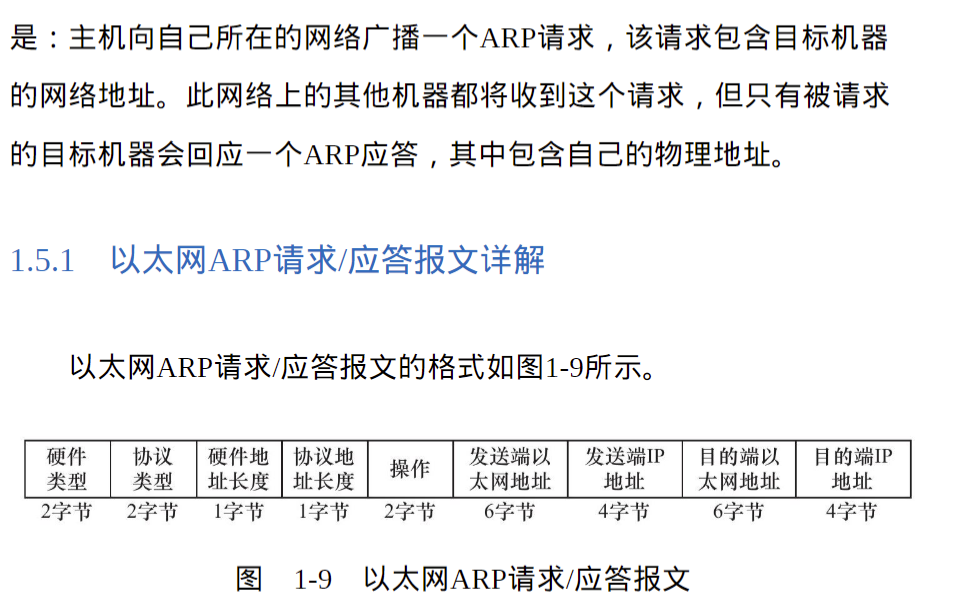 是：主机向自己所在的网络广播一个ARP请求，该请求包含目标机器
的网络地址。此网络上的其他机器都将收到这个请求，但只有被请求
的目标机器会回应一个ARP应答，其中包含自己的物理地址。
1.5.1 以太网ARP请求/应答报文详解
以太网ARP请求/应答报文的格式如图1-9所示。
硬件 协议 硬件地 协议地 操作 发送端以 发送端IP 目的端以 目的端IP
类型 类型 址长度 址长度 太网地址 地址 太网地址 地址
2字节 2字节 1字节 1字节 2字节 6字节 4字节 6字节 4字节
图 1-9 以太网ARP请求/应答报文